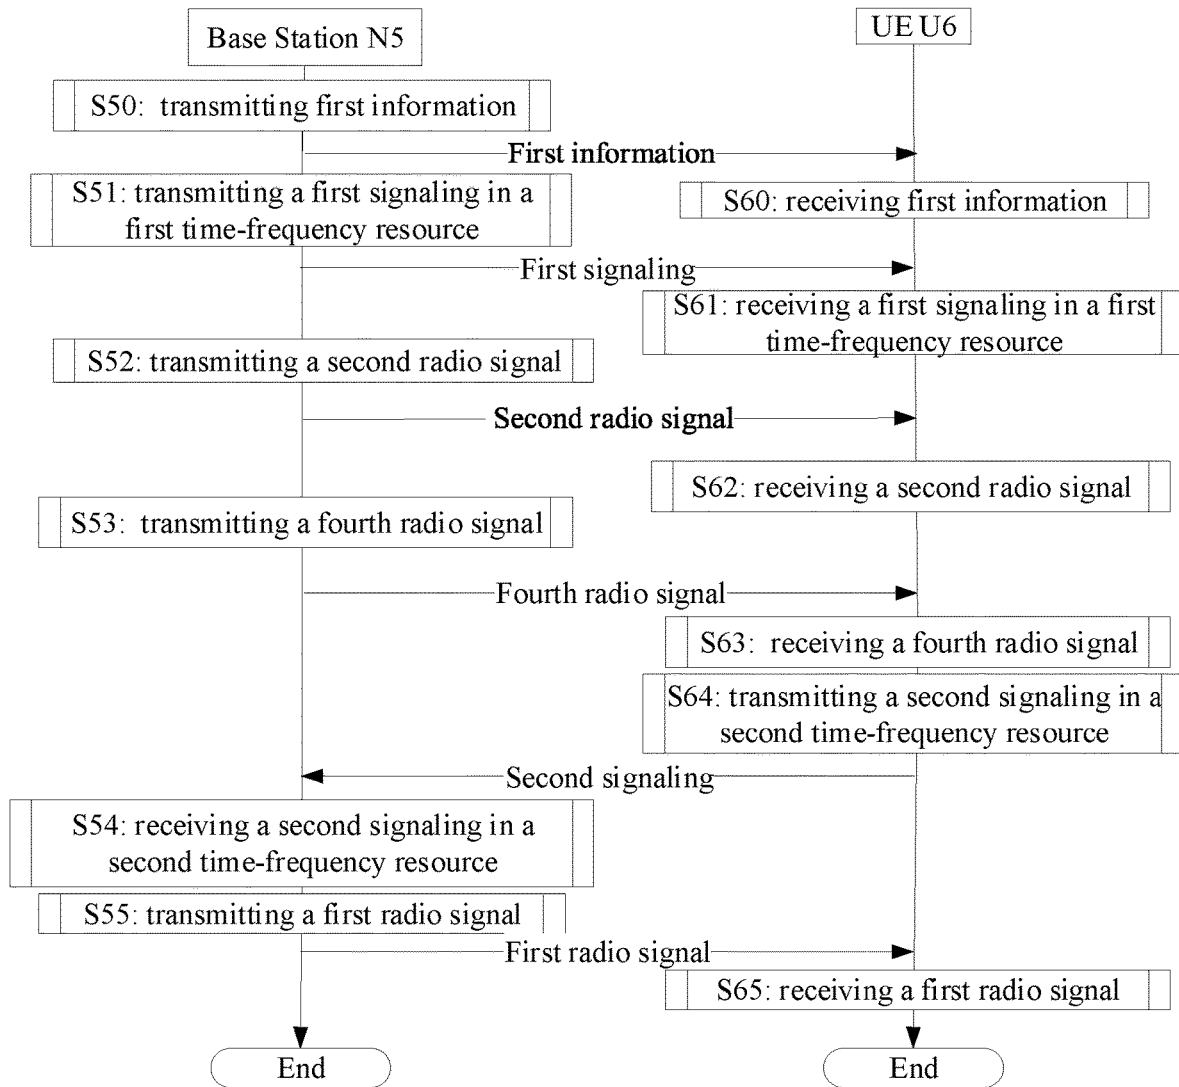 Base Station N5
UE U6
S50: transmitting first information
First information
S51: transmitting a first signaling in a
first time-frequency resource
S60: receiving first information
First signaling
S61: receiving a first signaling in a first
time-frequency resource
S52: transmitting a second radio signal
Second radio signal
S62: receiving a second radio signal
S53: transmitting a fourth radio signal
Fourth radio signal
S63: receiving a fourth radio signal
S64: transmitting a second signaling in a
second time-frequency resource
Second signaling
S54: receiving a second signaling in a
second time-frequency resource
S55: transmitting a first radio signal
First radio signal
S65: receiving a first radio signal
End
End